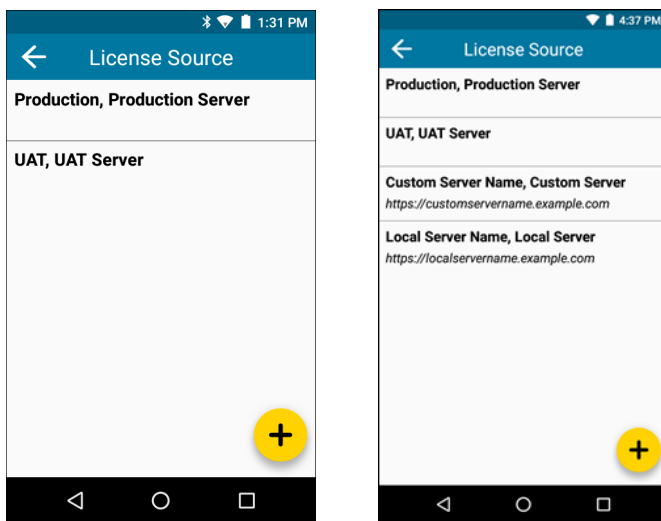 1:31 PM
License Source
Production, Production Server
UAT, UAT Server
4:37 PM
License Source
Production, Production Server
UAT, UAT Server
Custom Server Name, Custom Server
https://customservername.example.com
Local Server Name, Local Server
https://localservername.example.com